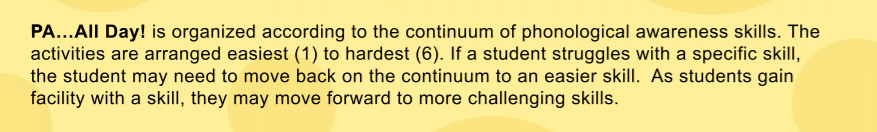 PA…All Day! is organized according to the continuum of phonological awareness skills. The
activities are arranged easiest (1) to hardest (6). If a student struggles with a specific skill,
the student may need to move back on the continuum to an easier skill.  As students gain
facility with a skill, they may move forward to more challenging skills.